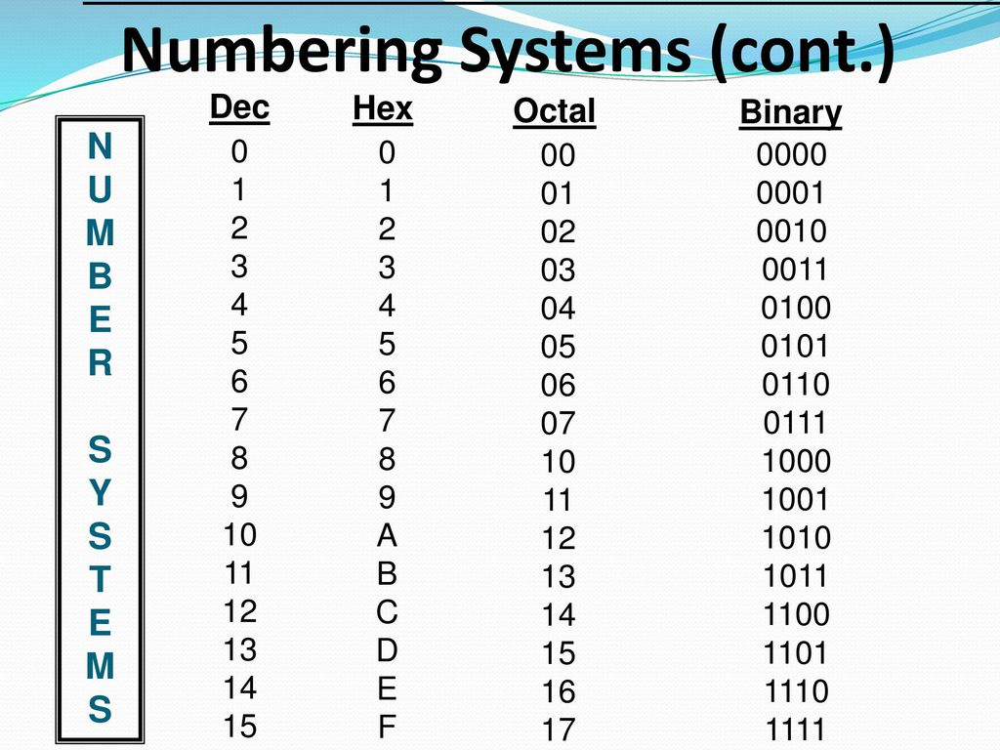 Numbering Systems (cont.)
NUMBER SYSTEMS
Dec Hex Octal Binary
0 0 00 0000
1 1 01 0001
2 2 02 0010
3 3 03 0011
4 4 04 0100
5 5 05 0101
6 6 06 0110
7 7 07 0111
8 8 10 1000
9 9 11 1001
10 A 12 1010
11 B 13 1011
12 C 14 1100
13 D 15 1101
14 E 16 1110
15 F 17 1111